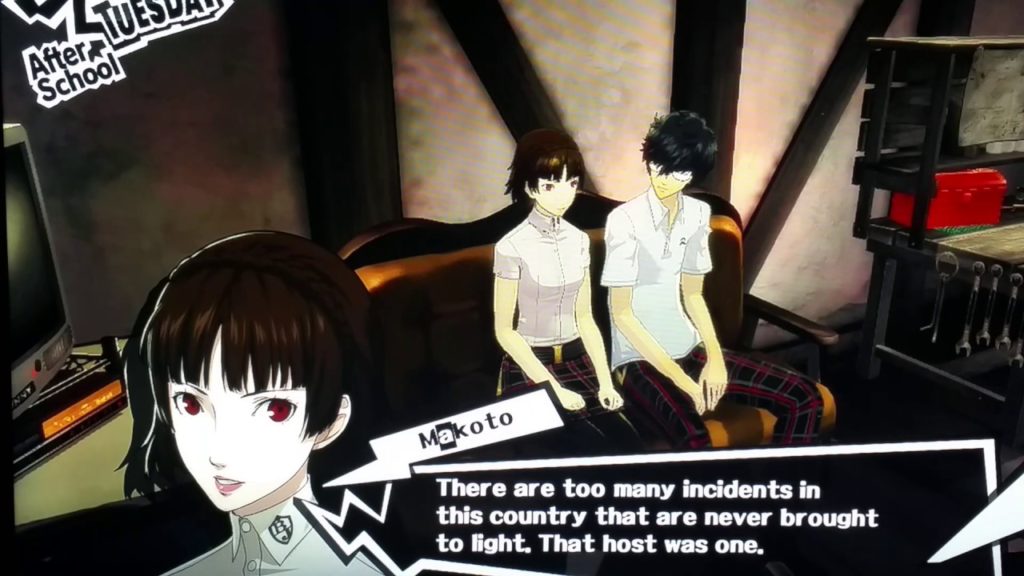 TUESDAY
After School
Makoto
There are too many incidents in
this country that are never brought
to light. That host was one.